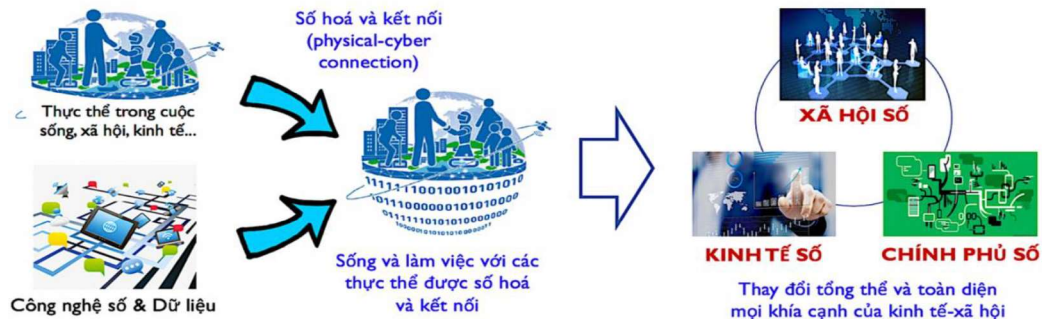 Số hoá và kết nối
(physical-cyber
connection)
Thực thể trong cuộc
sống, xã hội, kinh tế...
Công nghệ số & Dữ liệu
1111111001001010101010
Sống và làm việc với các
thực thể được số hoá
và kết nối
XÃ HỘI SỐ
KINH TẾ SỐ
CHÍNH PHỦ SỐ
Thay đổi tổng thể và toàn diện
mọi khía cạnh của kinh tế-xã hội